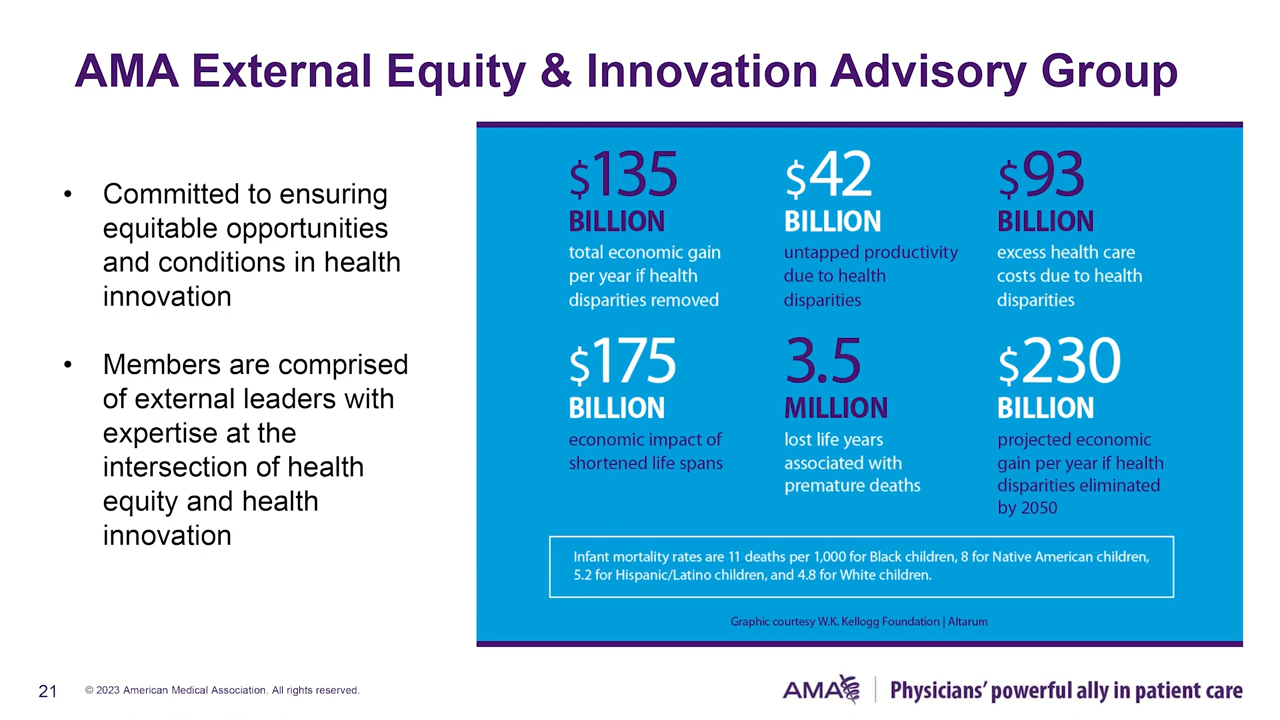 AMA External Equity & Innovation Advisory Group
• Committed to ensuring
equitable opportunities
and conditions in health
innovation
• Members are comprised
of external leaders with
expertise at the
intersection of health
equity and health
innovation
$135
BILLION
total economic gain
per year if health
disparities removed
$42
BILLION
untapped productivity
due to health
disparities
$93
BILLION
excess health care
costs due to health
disparities
$175
BILLION
economic impact of
shortened life spans
3.5
MILLION
lost life years
associated with
premature deaths
$230
BILLION
projected economic
gain per year if health
disparities eliminated
by 2050
Infant mortality rates are 11 deaths per 1,000 for Black children, 8 for Native American children,
5.2 for Hispanic/Latino children, and 4.8 for White children.
Graphic courtesy W.K. Kellogg Foundation | Altarum
21
© 2023 American Medical Association. All rights reserved.
AMA
Physicians' powerful ally in patient care